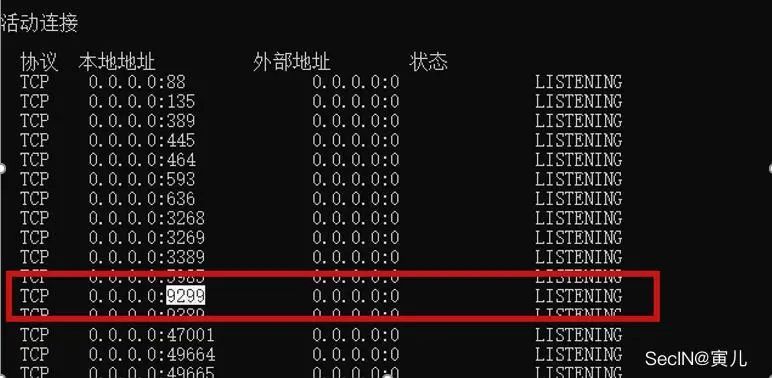 活动连接
协议 本地地址 外部地址 状态
TCP 0.0.0.0:88 0.0.0.0:0 LISTENING
TCP 0.0.0.0:135 0.0.0.0:0 LISTENING
TCP 0.0.0.0:389 0.0.0.0:0 LISTENING
TCP 0.0.0.0:445 0.0.0.0:0 LISTENING
TCP 0.0.0.0:464 0.0.0.0:0 LISTENING
TCP 0.0.0.0:593 0.0.0.0:0 LISTENING
TCP 0.0.0.0:636 0.0.0.0:0 LISTENING
TCP 0.0.0.0:3268 0.0.0.0:0 LISTENING
TCP 0.0.0.0:3269 0.0.0.0:0 LISTENING
TCP 0.0.0.0:3389 0.0.0.0:0 LISTENING
TCP 0.0.0.0:5985 0.0.0.0:0 LISTENING
TCP 0.0.0.0:9299 0.0.0.0:0 LISTENING
TCP 0.0.0.0:9389 0.0.0.0:0 LISTENING
TCP 0.0.0.0:47001 0.0.0.0:0 LISTENING
TCP 0.0.0.0:49664 0.0.0.0:0 LISTENING
TCP 0.0.0.0:49665 0.0.0.0:0 LISTENING
SecIN@寅儿